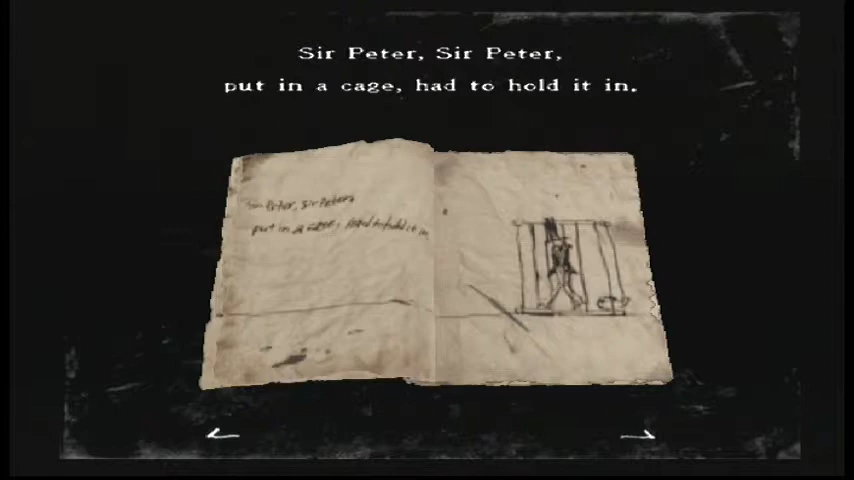 Sir Peter, Sir Peter,
put in a cage, had to hold it in.
Sir Peter, Sir Peter,
put in a cage, had to hold it in